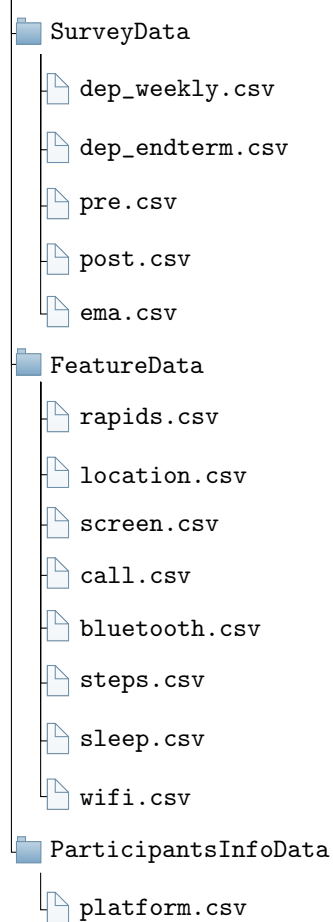 SurveyData
dep_weekly.csv
dep_endterm.csv
pre.csv
post.csv
ema.csv
FeatureData
rapids.csv
location.csv
screen.csv
call.csv
bluetooth.csv
steps.csv
sleep.csv
wifi.csv
ParticipantsInfoData
platform.csv